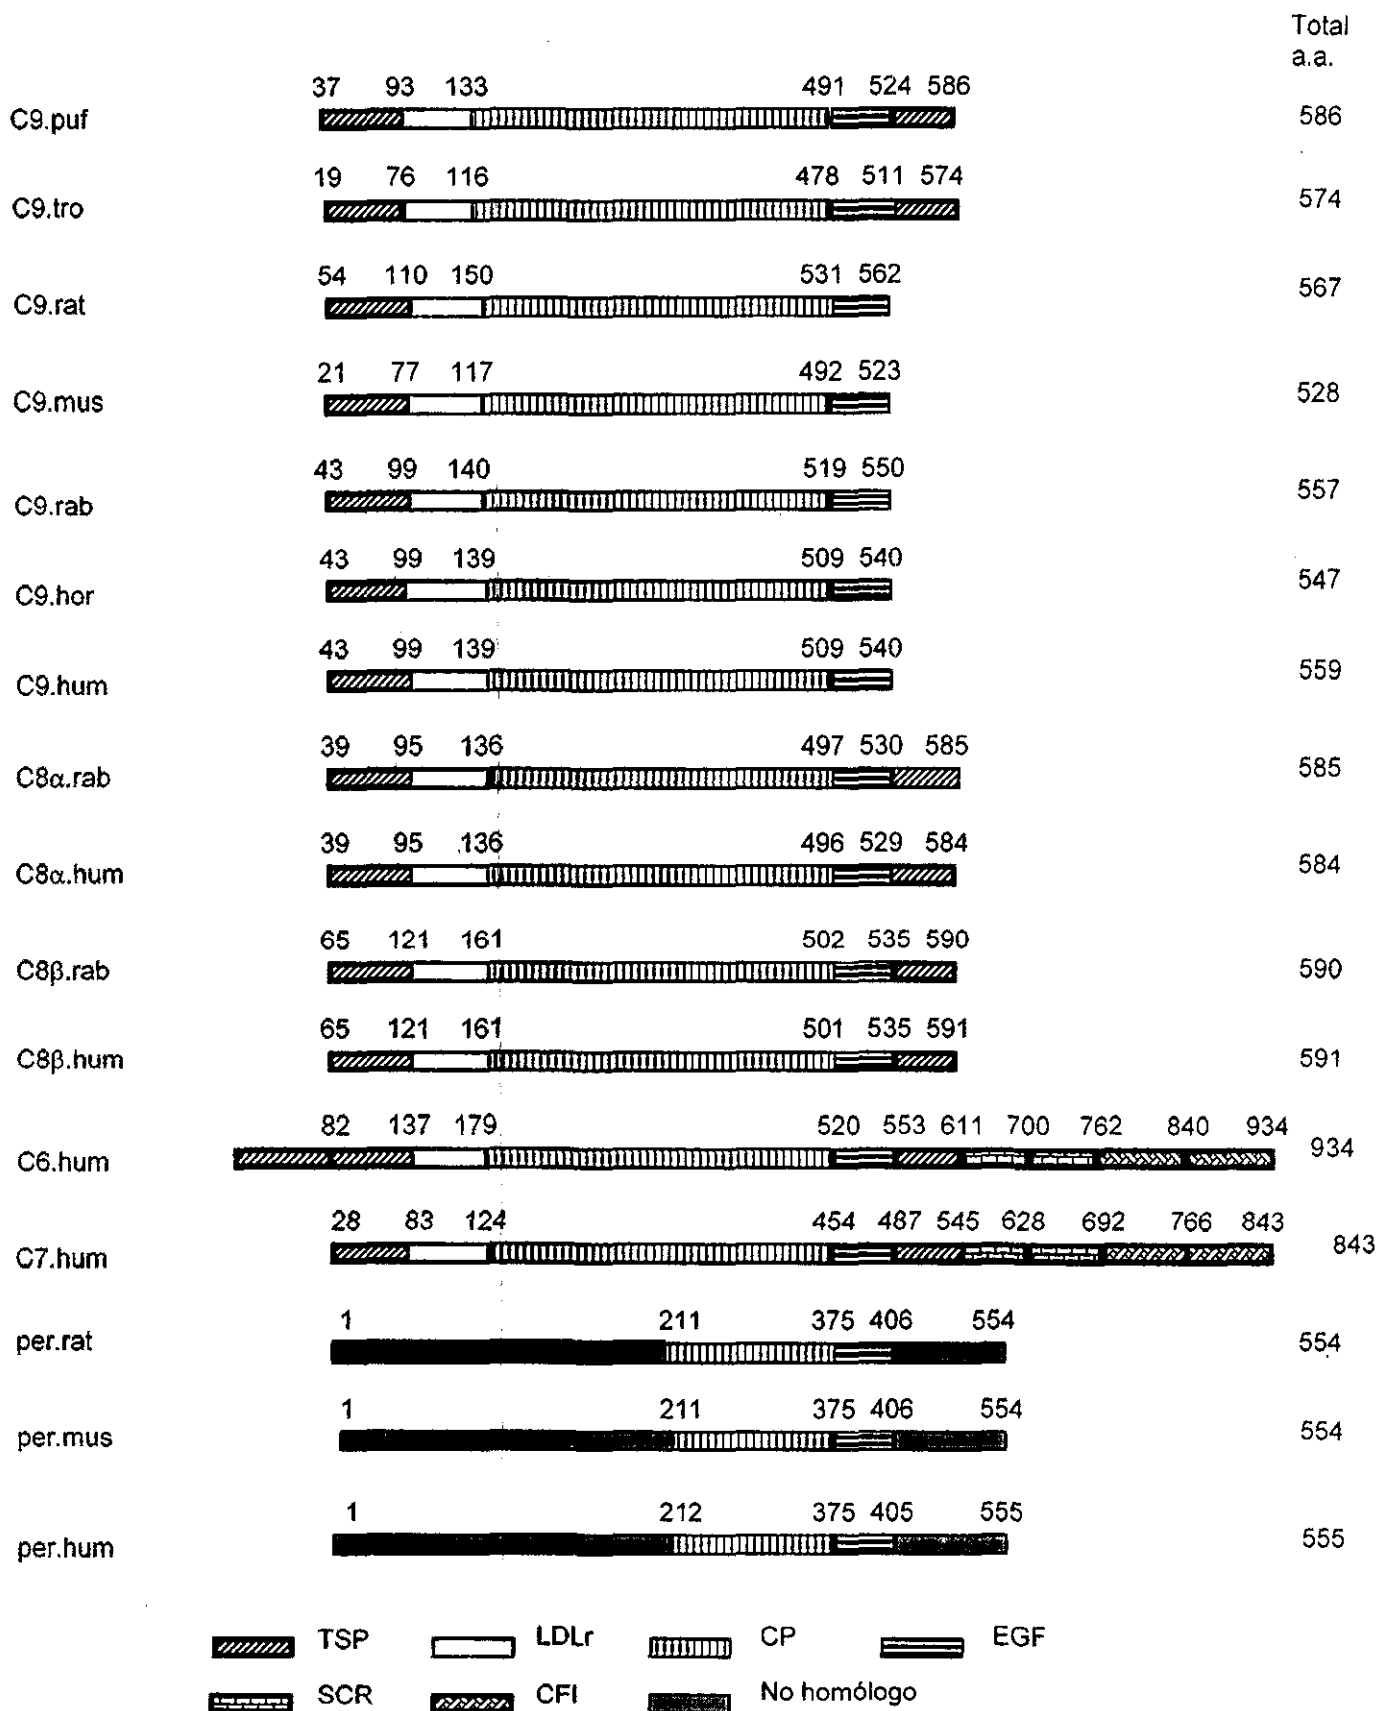 Total
a.a.
37 93 133 491 524 586
C9.puf 586
19 76 116 478 511 574
C9.tro 574
54 110 150 531 562
C9.rat 567
21 77 117 492 523
C9.mus 528
43 99 140 519 550
C9.rab 557
43 99 139 509 540
C9.hor 547
43 99 139 509 540
C9.hum 559
39 95 136 497 530 585
C8α.rab 585
39 95 136 496 529 584
C8α.hum 584
65 121 161 502 535 590
C8β.rab 590
65 121 161 501 535 591
C8β.hum 591
82 137 179 520 553 611 700 762 840 934
C6.hum 934
28 83 124 454 487 545 628 692 766 843
C7.hum 843
1 211 375 406 554
per.rat 554
1 211 375 406 554
per.mus 554
1 212 375 405 555
per.hum 555
TSP LDLr CP EGF
SCR CFI No homólogo